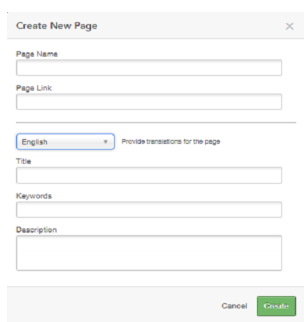 Create New Page ×
Page Name
Page Link
English Provide translations for the page
Title
Keywords
Description
Cancel Create